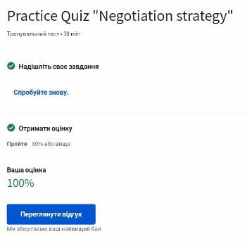 Practice Quiz "Negotiation strategy"
Тренувальний тест • 30 min
Надішліть своє завдання
Спробуйте знову.
Отримати оцінку
Пройти 80% або вище
Ваша оцінка
100%
Переглянути відгук
Ми зберігаємо ваш найвищий бал